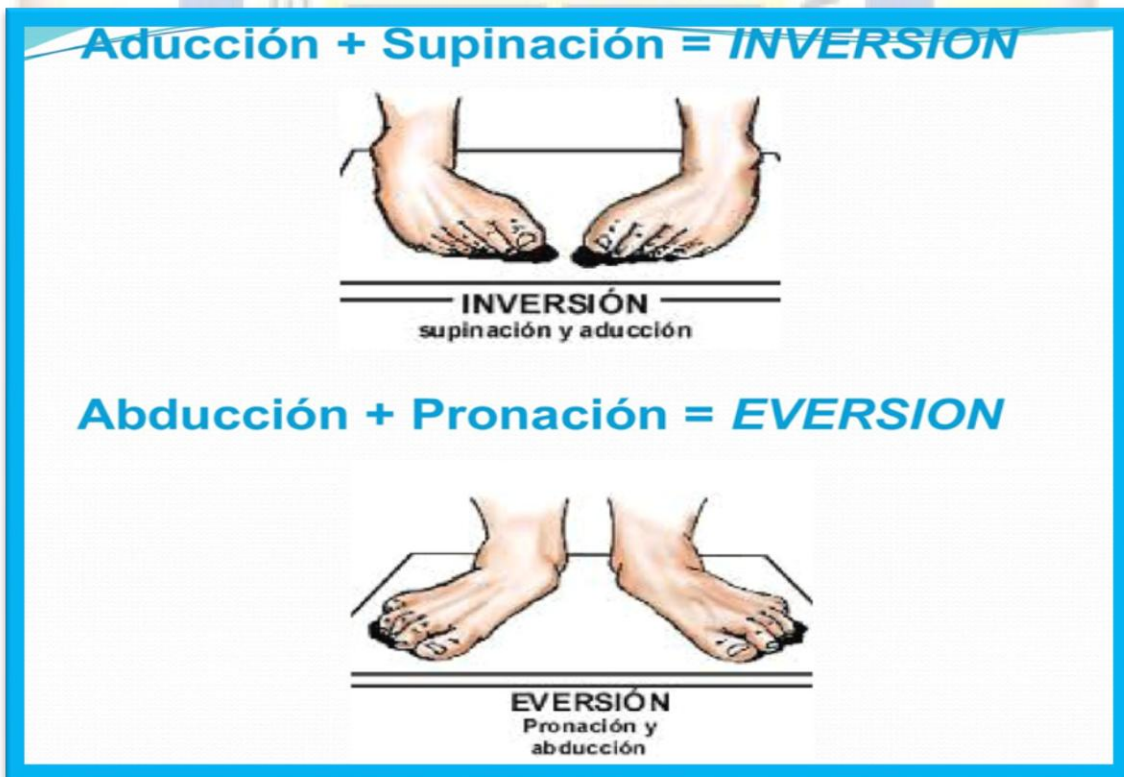 Aducción + Supinación = INVERSION
INVERSIÓN
supinación y aducción
Abducción + Pronación = EVERSION
EVERSIÓN
Pronación y
abducción